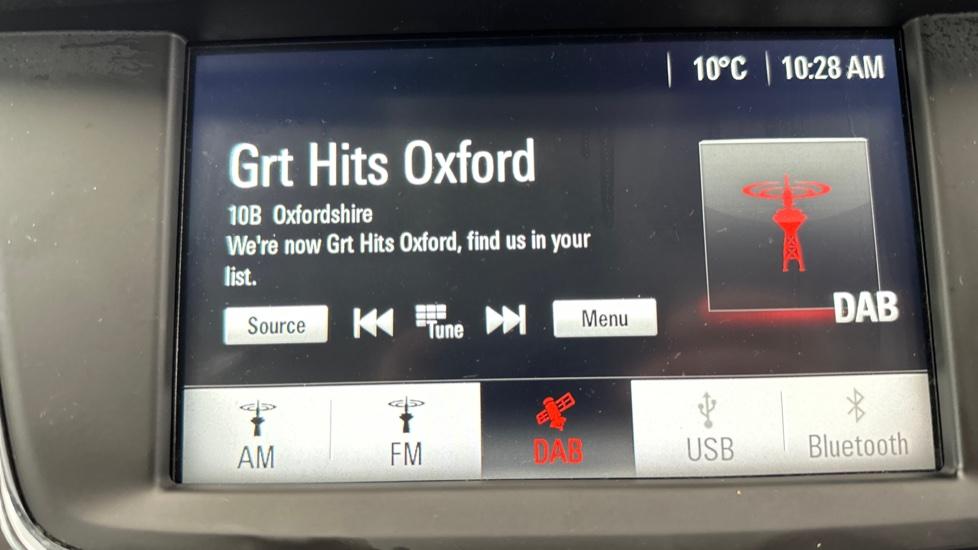 10°C 10:28 AM
Grt Hits Oxford
10B Oxfordshire
We're now Grt Hits Oxford, find us in your
list.
Source Tune Menu
DAB
AM FM DAB USB Bluetooth